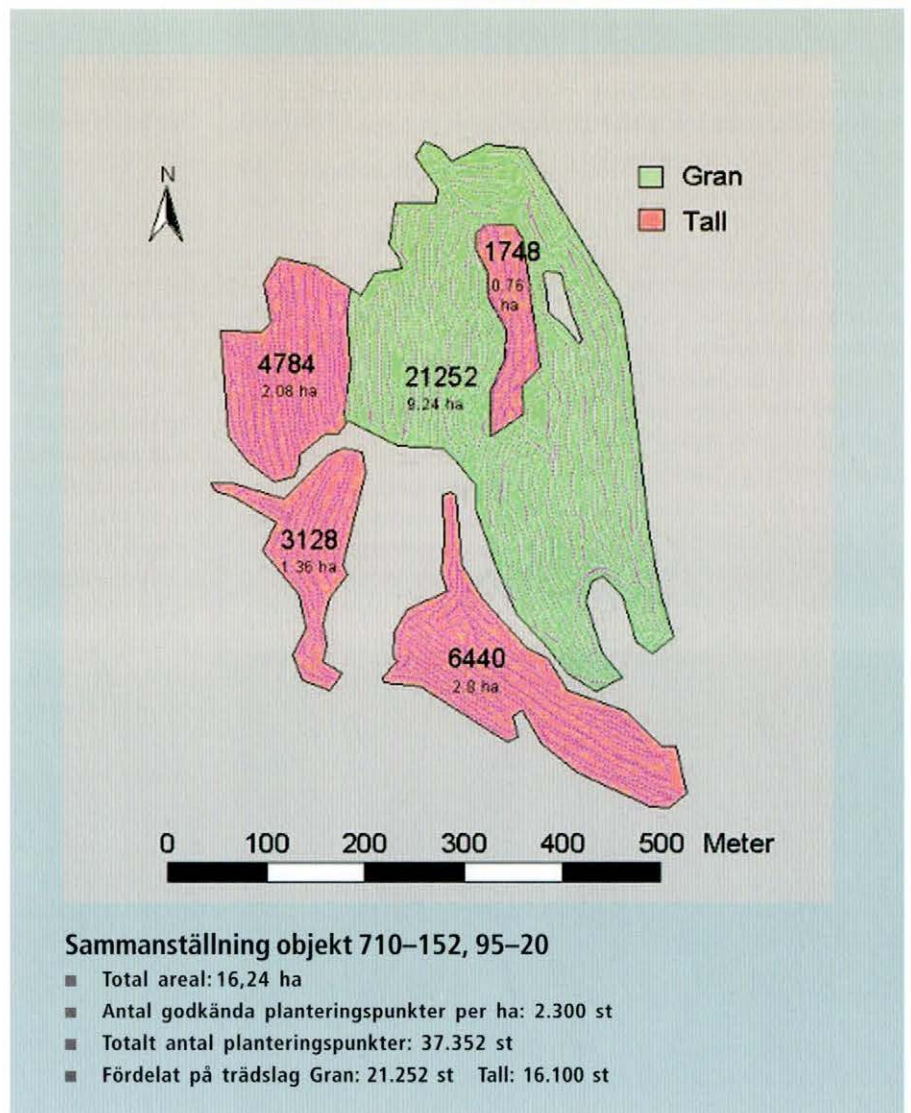 N
Gran
Tall
1748
0.76
ha
4784
2.08 ha
21252
9.24 ha
3128
1.36 ha
6440
2.8 ha
0 100 200 300 400 500 Meter
Sammanställning objekt 710–152, 95–20
Total areal: 16,24 ha
Antal godkända planteringspunkter per ha: 2.300 st
Totalt antal planteringspunkter: 37.352 st
Fördelat på trädslag Gran: 21.252 st Tall: 16.100 st